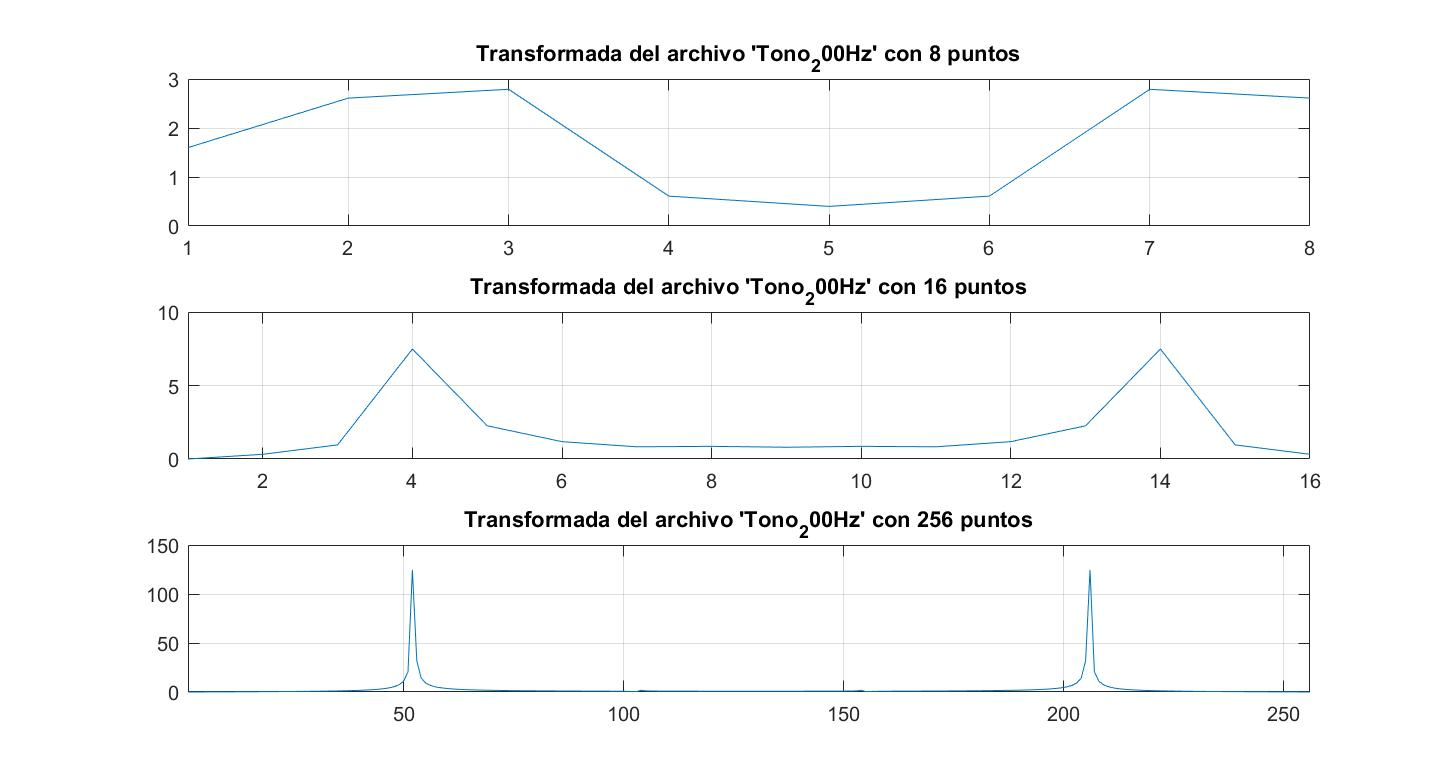 Transformada del archivo 'Tono₂00Hz' con 8 puntos
3
2
1
0
1 2 3 4 5 6 7 8
Transformada del archivo 'Tono₂00Hz' con 16 puntos
10
5
0
2 4 6 8 10 12 14 16
Transformada del archivo 'Tono₂00Hz' con 256 puntos
150
100
50
0
50 100 150 200 250